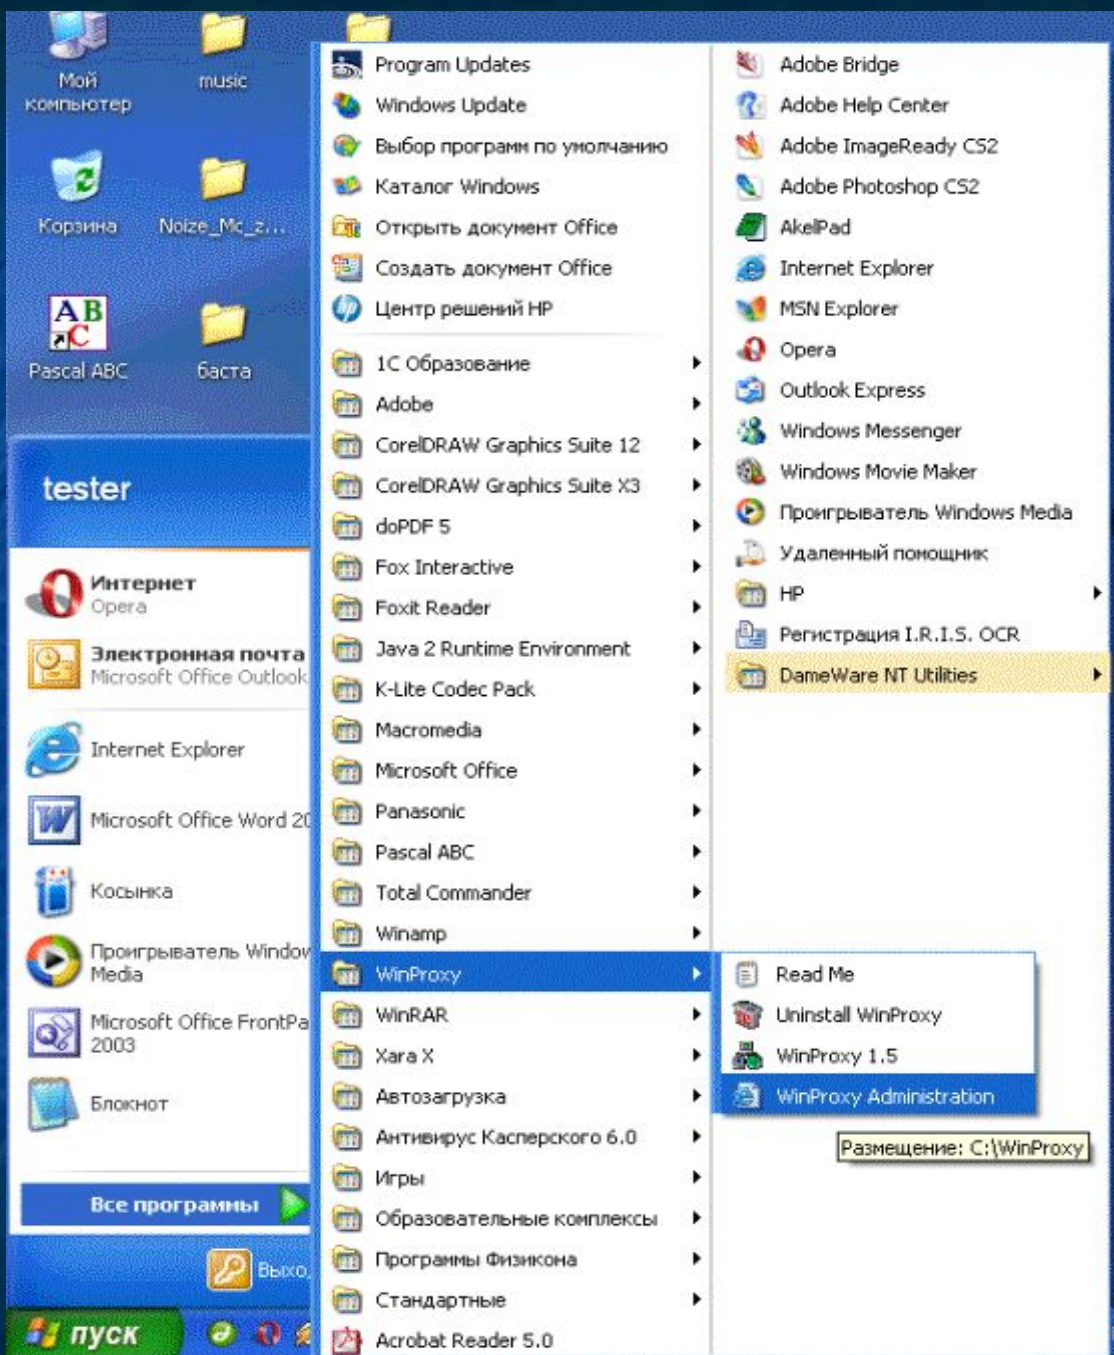 Мой
компьютер
music
Корзина
Noize_Mc_z...
Pascal ABC
баста
tester
Интернет
Opera
Электронная почта
Microsoft Office Outlook
Internet Explorer
Microsoft Office Word 20
Косынка
Проигрыватель Window
Media
Microsoft Office FrontPa
2003
Блокнот
Все программы
Выхо
пуск
Program Updates
Windows Update
Выбор программ по умолчанию
Каталог Windows
Открыть документ Office
Создать документ Office
Центр решений HP
1С Образование
Adobe
CorelDRAW Graphics Suite 12
CorelDRAW Graphics Suite X3
doPDF 5
Fox Interactive
Foxit Reader
Java 2 Runtime Environment
K-Lite Codec Pack
Macromedia
Microsoft Office
Panasonic
Pascal ABC
Total Commander
Winamp
WinProxy
WinRAR
Xara X
Автозагрузка
Антивирус Касперского 6.0
Игры
Образовательные комплексы
Программы Физикона
Стандартные
Acrobat Reader 5.0
Adobe Bridge
Adobe Help Center
Adobe ImageReady CS2
Adobe Photoshop CS2
AkelPad
Internet Explorer
MSN Explorer
Opera
Outlook Express
Windows Messenger
Windows Movie Maker
Проигрыватель Windows Media
Удаленный помощник
HP
Регистрация I.R.I.S. OCR
DameWare NT Utilities
Read Me
Uninstall WinProxy
WinProxy 1.5
WinProxy Administration
Размещение: C:\WinProxy